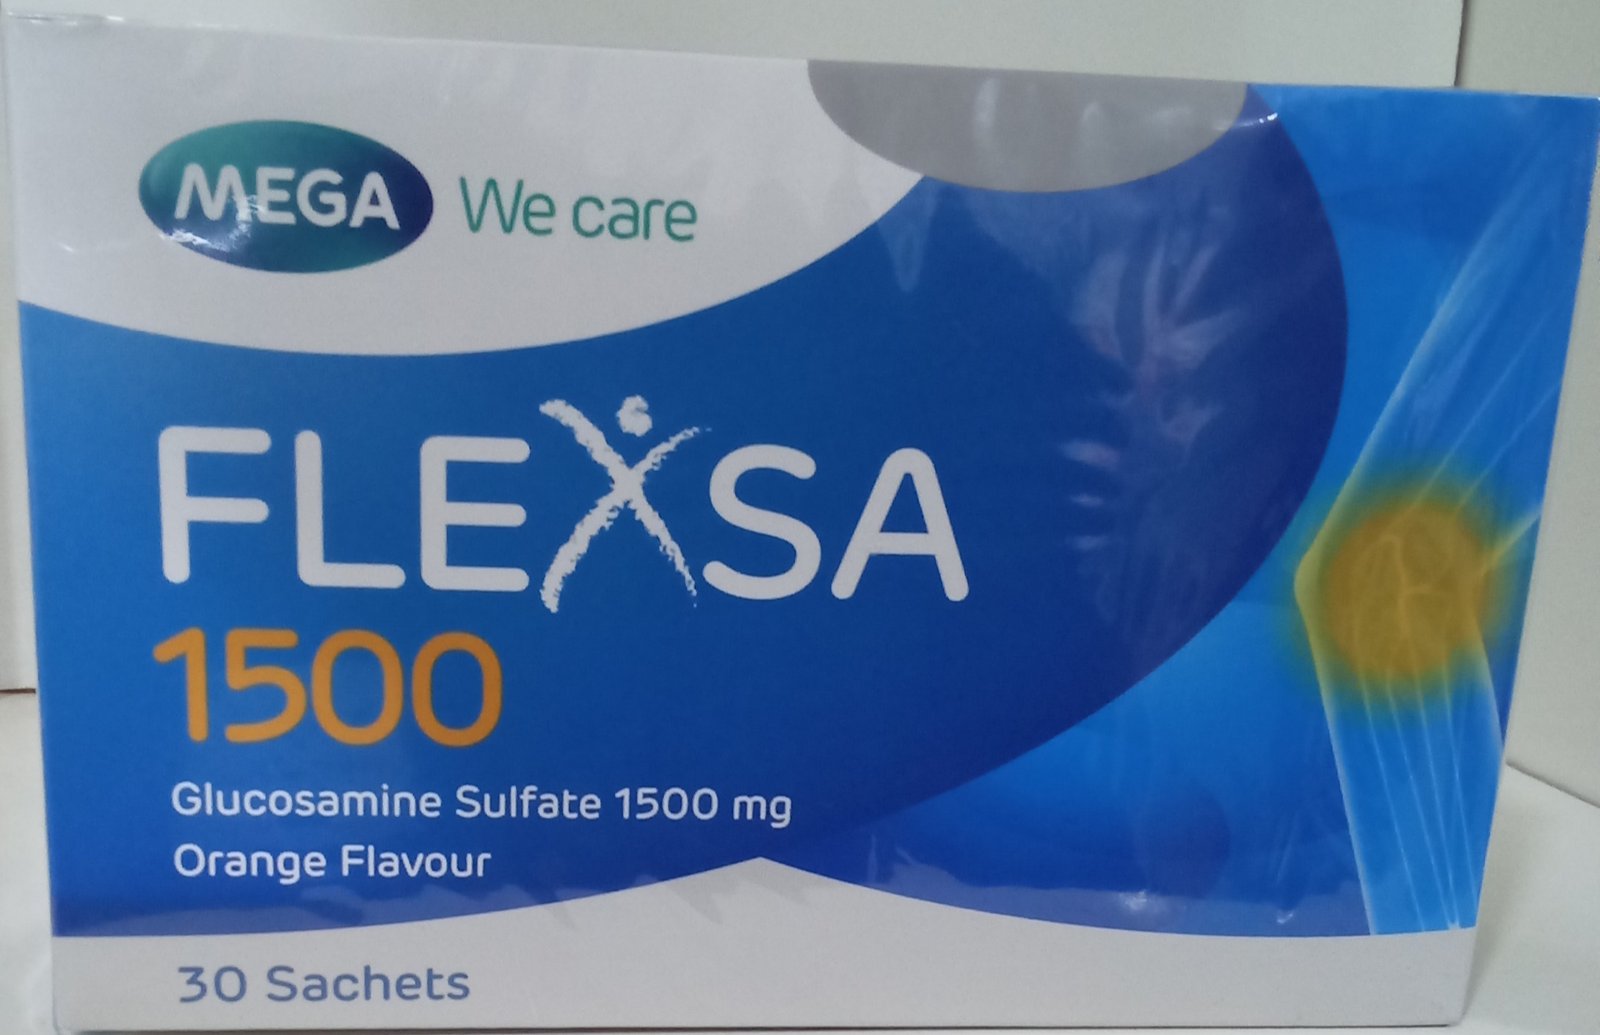 MEGA We care
FLEXSA
1500
Glucosamine Sulfate 1500 mg
Orange Flavour
30 Sachets